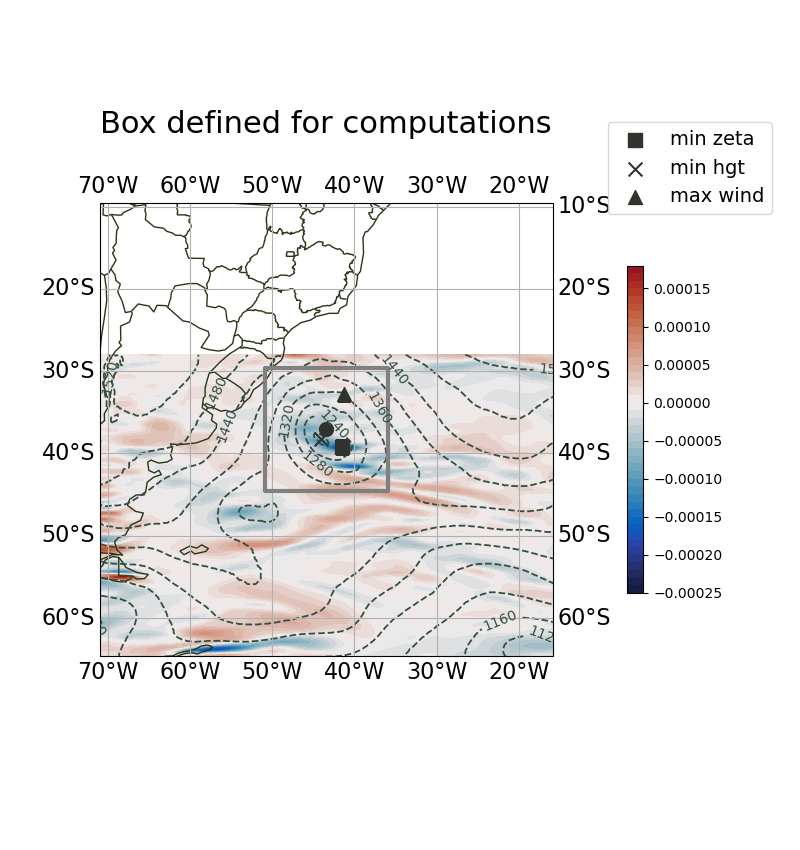 Box defined for computations
min zeta
min hgt
max wind
70°W 60°W 50°W 40°W 30°W 20°W
10°S
20°S 20°S
30°S 30°S
40°S 40°S
50°S 50°S
60°S 60°S
70°W 60°W 50°W 40°W 30°W 20°W
1520
1480
1440
1440
1360
1320
1240
1280
1160
112
0.00015
0.00010
0.00005
0.00000
−0.00005
−0.00010
−0.00015
−0.00020
−0.00025